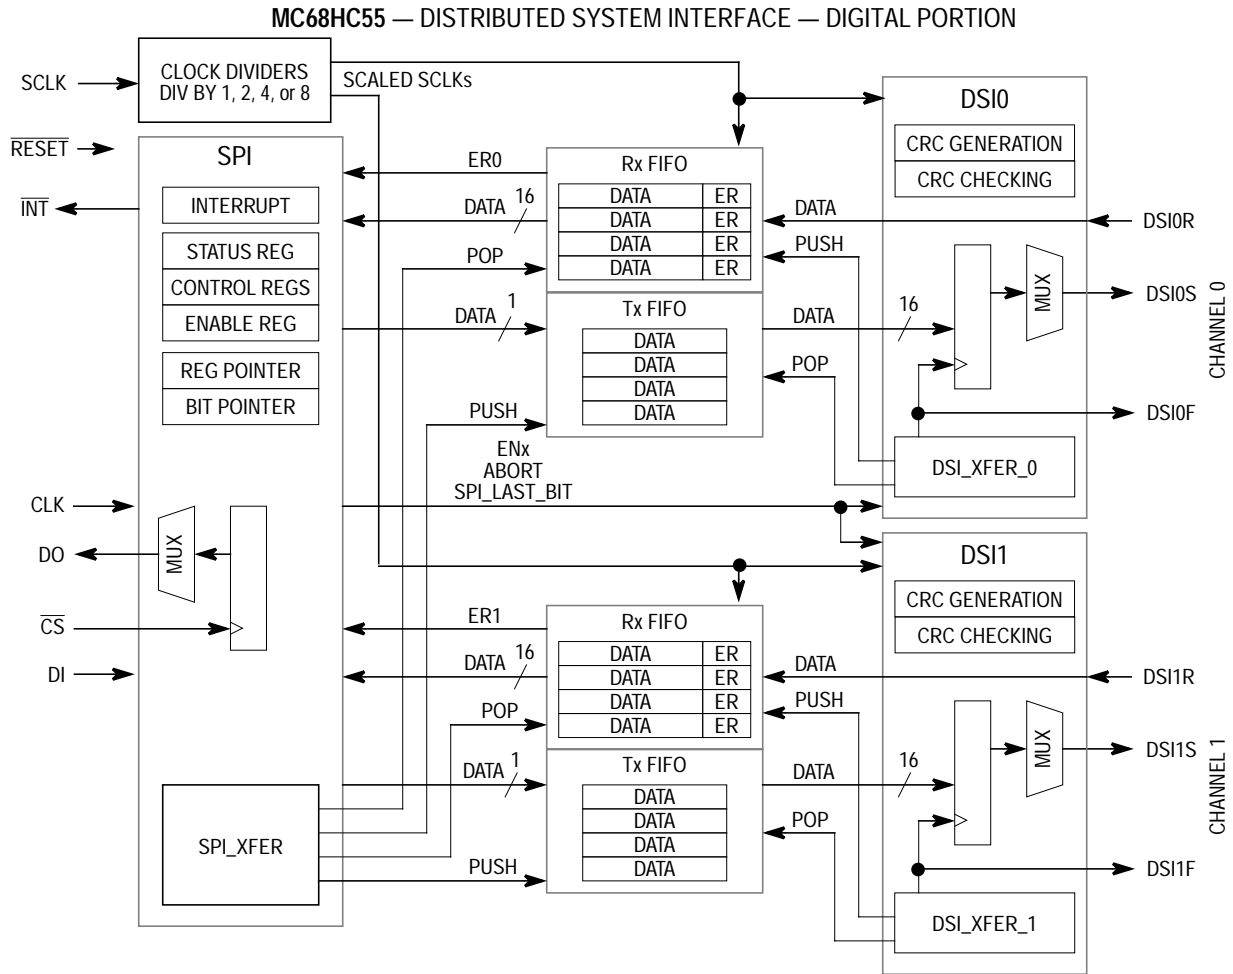 MC68HC55 — DISTRIBUTED SYSTEM INTERFACE — DIGITAL PORTION
SCLK
CLOCK DIVIDERS
DIV BY 1, 2, 4, or 8
SCALED SCLKs
RESET
INT
CLK
DO
CS
DI
SPI
INTERRUPT
STATUS REG
CONTROL REGS
ENABLE REG
REG POINTER
BIT POINTER
MUX
SPI_XFER
ER0
DATA
16
POP
DATA
1
PUSH
ENx
ABORT
SPI_LAST_BIT
ER1
DATA
16
POP
DATA
1
PUSH
Rx FIFO
DATA ER
DATA ER
DATA ER
DATA ER
Tx FIFO
DATA
DATA
DATA
DATA
Rx FIFO
DATA ER
DATA ER
DATA ER
DATA ER
Tx FIFO
DATA
DATA
DATA
DATA
DATA
PUSH
DATA
16
POP
DSI0
CRC GENERATION
CRC CHECKING
MUX
DSI_XFER_0
DSI0R
DSI0S
DSI0F
CHANNEL 0
DATA
PUSH
DATA
16
POP
DSI1
CRC GENERATION
CRC CHECKING
MUX
DSI_XFER_1
DSI1R
DSI1S
DSI1F
CHANNEL 1